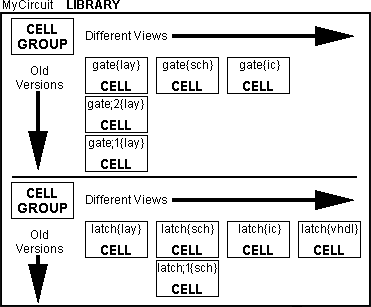 MyCircuit LIBRARY
CELL
GROUP
Different Views
Old
Versions
gate{lay} gate{sch} gate{ic}
CELL CELL CELL
gate;2{lay}
CELL
gate;1{lay}
CELL
CELL
GROUP
Different Views
Old
Versions
latch{lay} latch{sch} latch{ic} latch{vhdl}
CELL CELL CELL CELL
latch;1{sch}
CELL